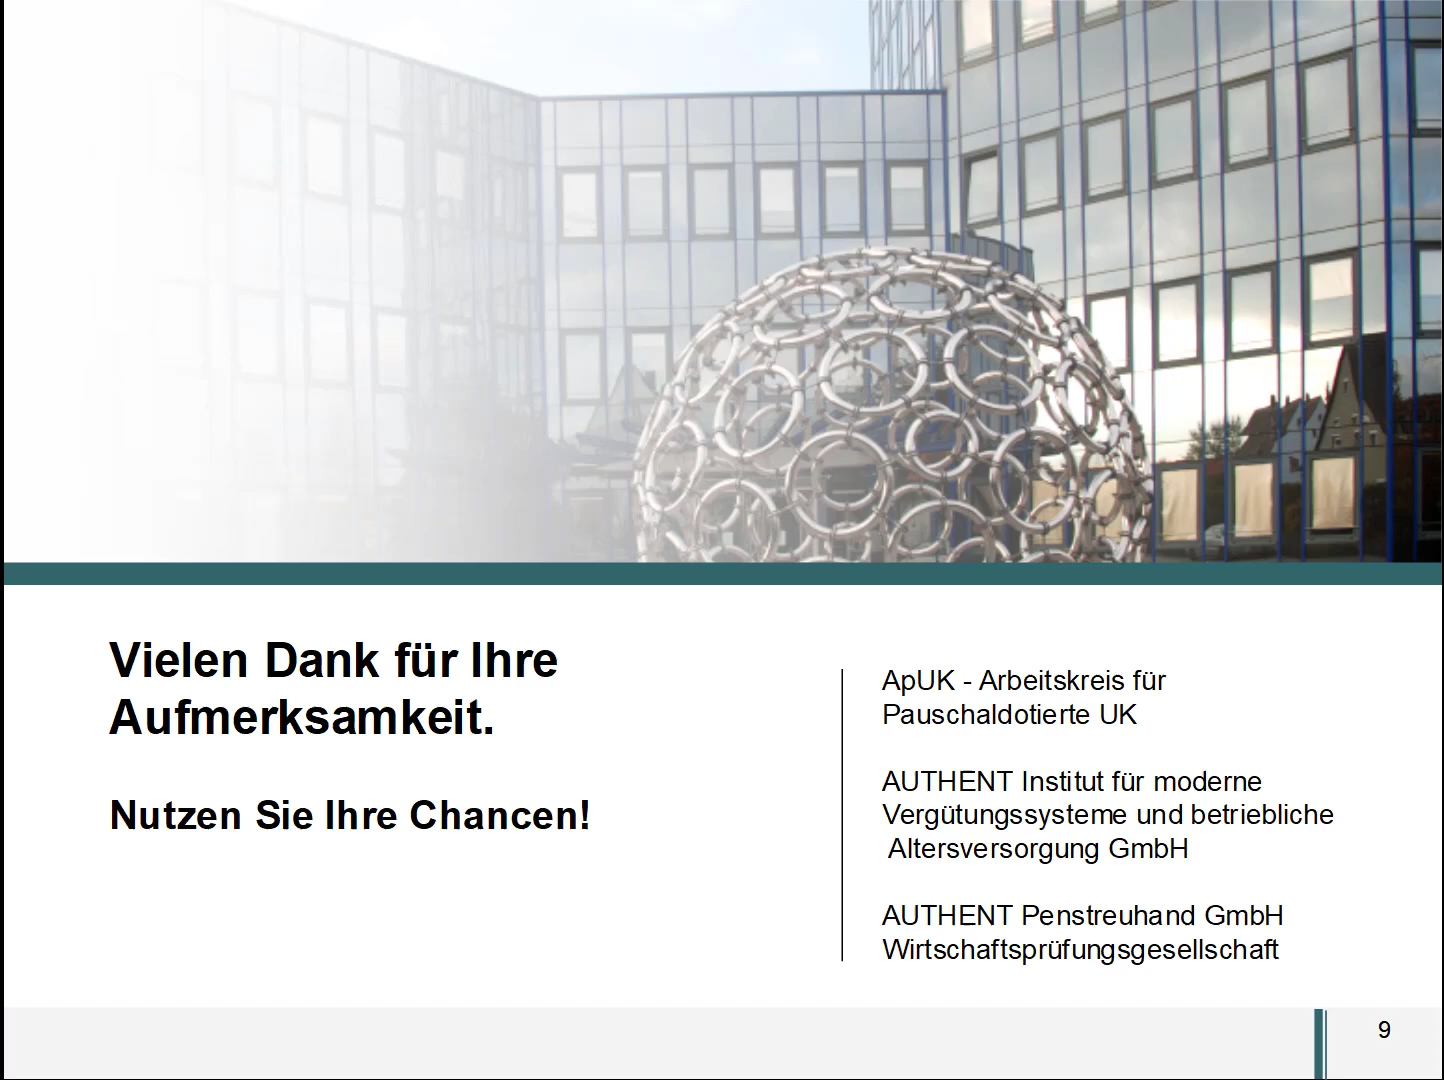 Vielen Dank für Ihre
Aufmerksamkeit.
Nutzen Sie Ihre Chancen!
ApUK - Arbeitskreis für
Pauschaldotierte UK
AUTHENT Institut für moderne
Vergütungssysteme und betriebliche
Altersversorgung GmbH
AUTHENT Penstreuhand GmbH
Wirtschaftsprüfungsgesellschaft
9